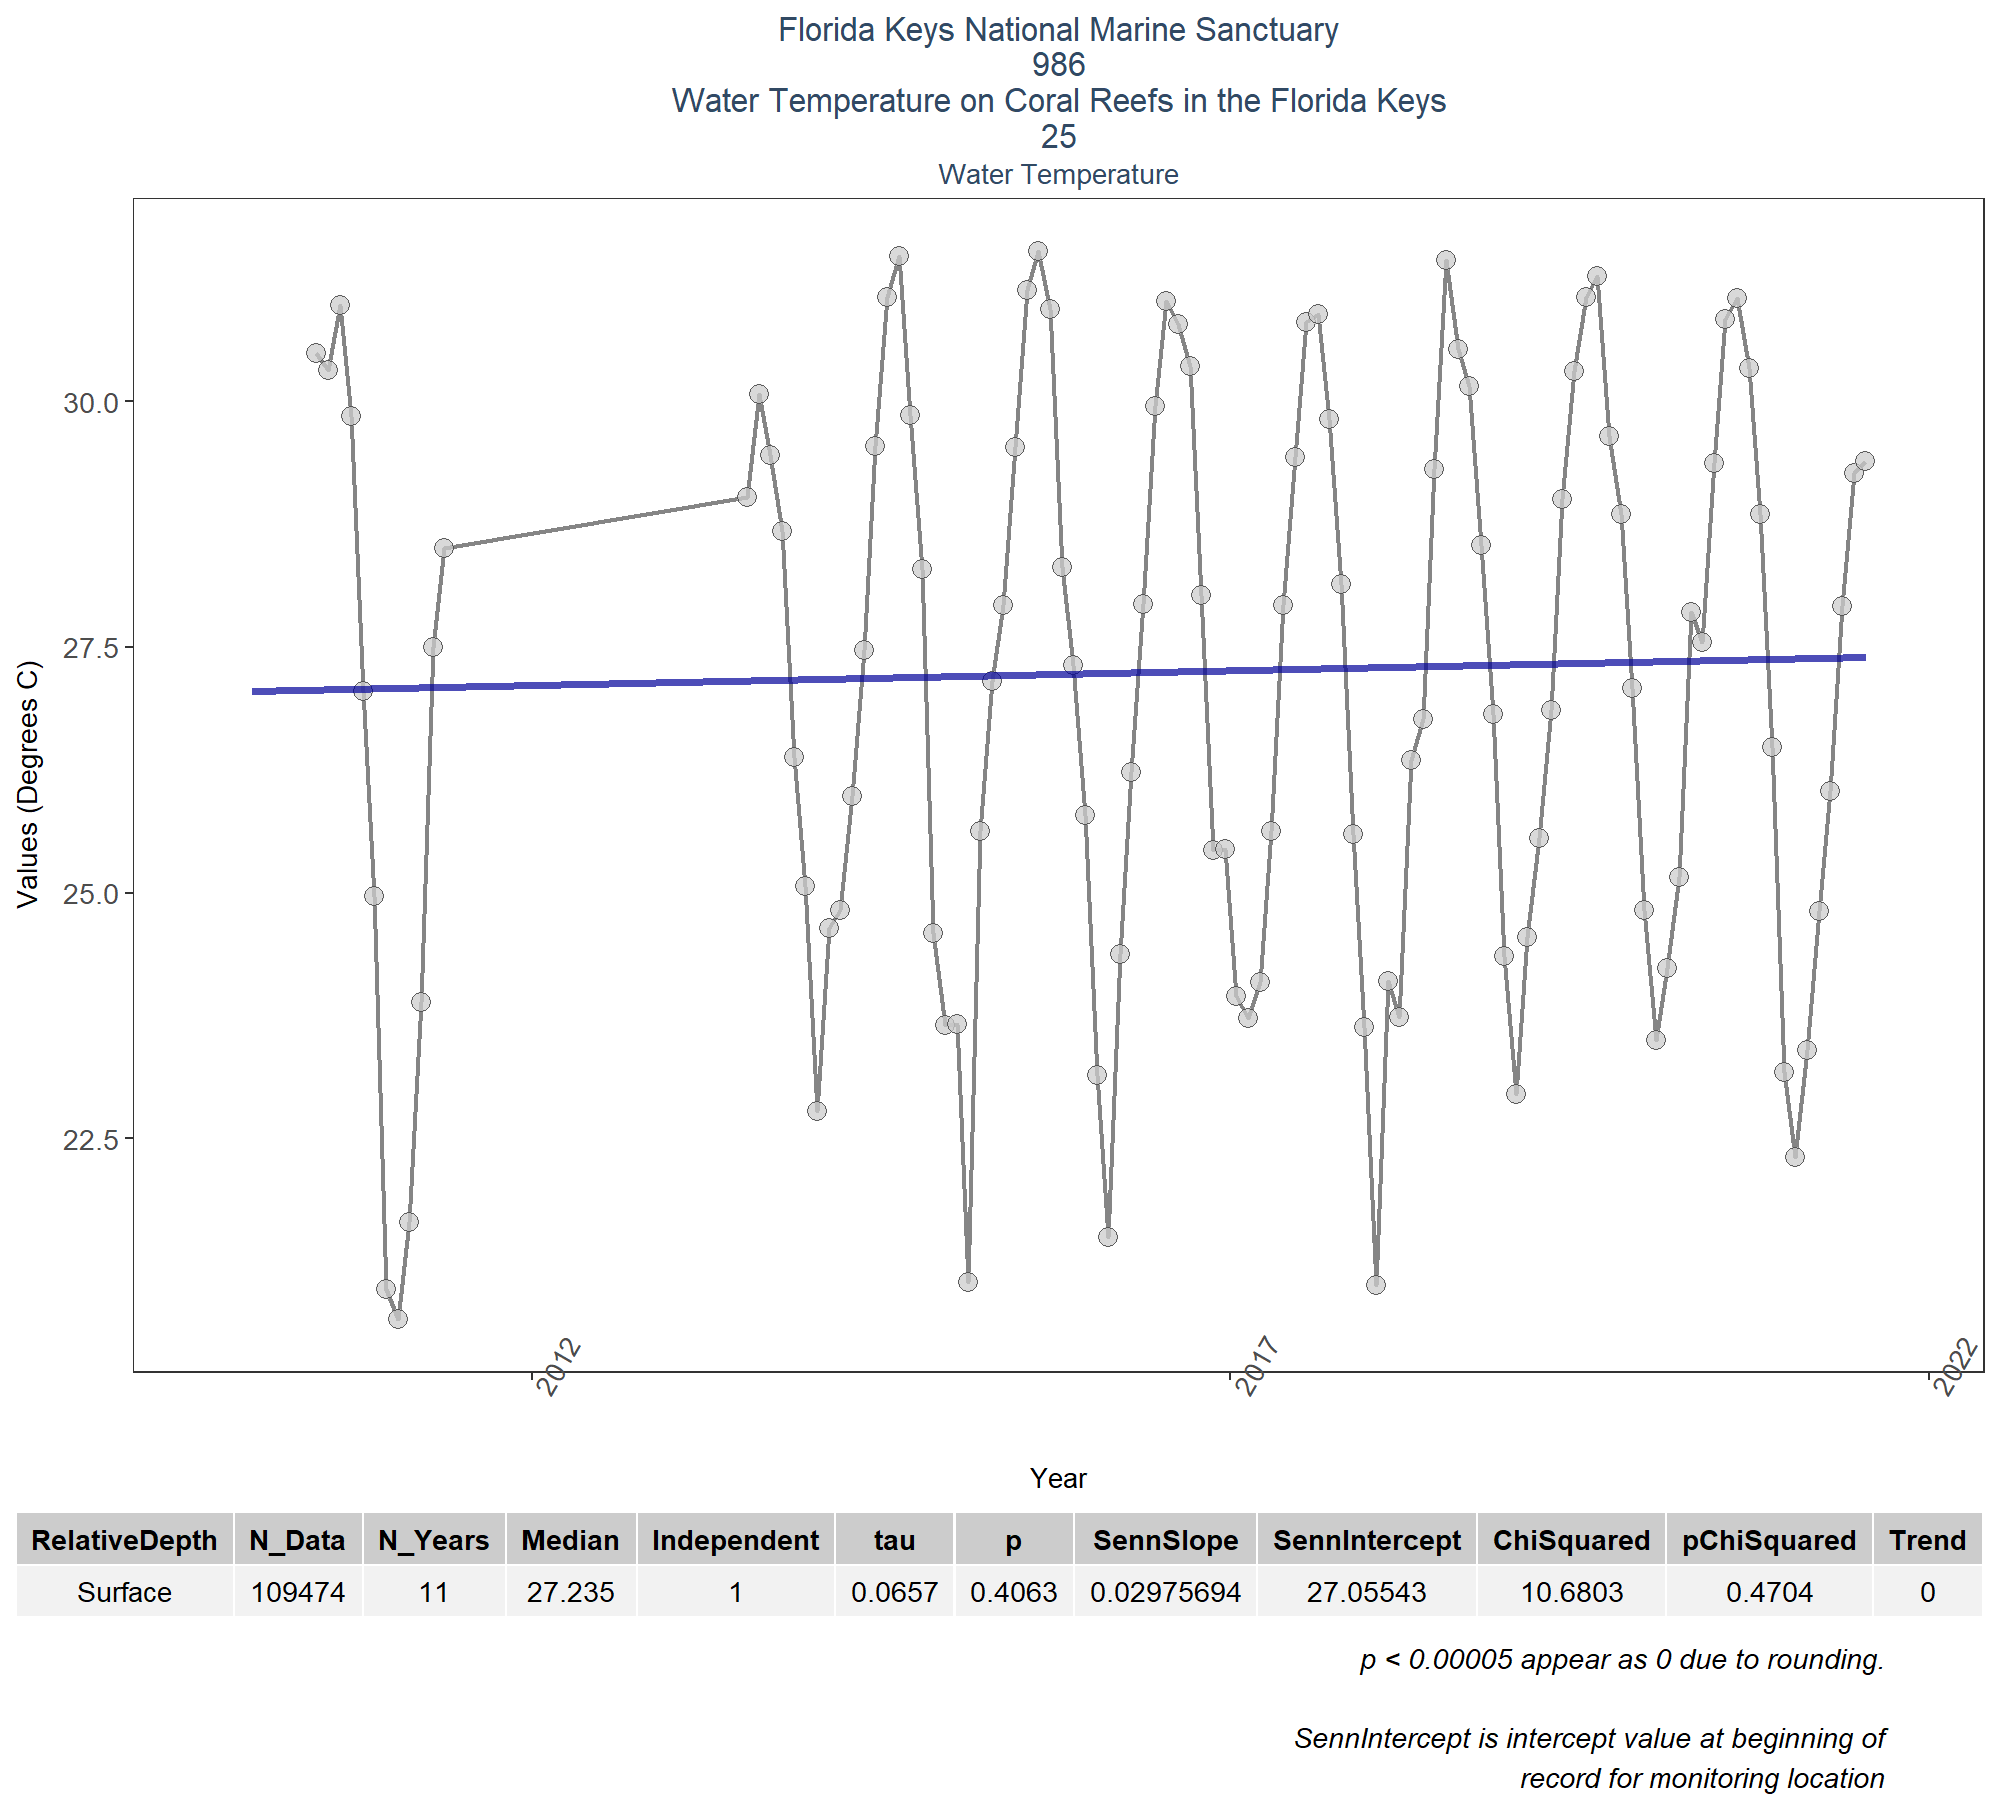 Florida Keys National Marine Sanctuary
986
Water Temperature on Coral Reefs in the Florida Keys
25
Water Temperature
Values (Degrees C)
30.0
27.5
25.0
22.5
2012
2017
2022
Year
RelativeDepth N_Data N_Years Median Independent tau p SennSlope SennIntercept ChiSquared pChiSquared Trend
Surface 109474 11 27.235 1 0.0657 0.4063 0.02975694 27.05543 10.6803 0.4704 0
p < 0.00005 appear as 0 due to rounding.
SennIntercept is intercept value at beginning of
record for monitoring location